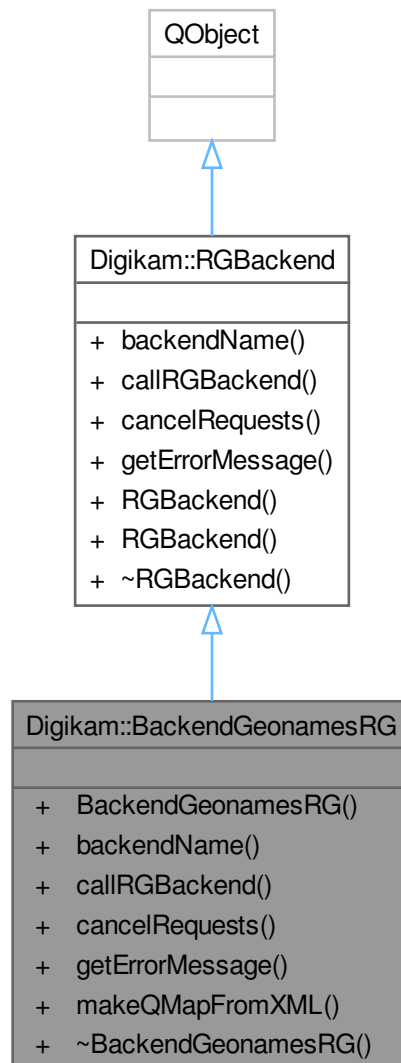 QObject
Digikam::RGBackend
+ backendName()
+ callRGBackend()
+ cancelRequests()
+ getErrorMessage()
+ RGBackend()
+ RGBackend()
+ ~RGBackend()
Digikam::BackendGeonamesRG
+ BackendGeonamesRG()
+ backendName()
+ callRGBackend()
+ cancelRequests()
+ getErrorMessage()
+ makeQMapFromXML()
+ ~BackendGeonamesRG()